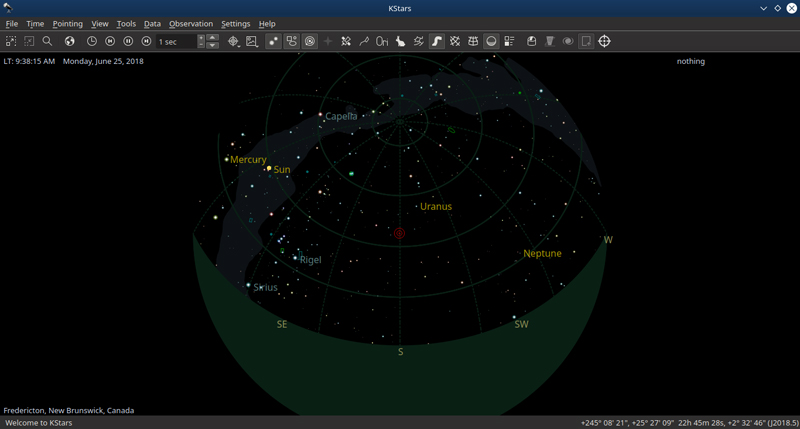 KStars
File Time Pointing View Tools Data Observation Settings Help
1 sec
LT: 9:38:15 AM Monday, June 25, 2018
nothing
Capella
Mercury
Sun
Uranus
W
Neptune
Rigel
Sirius
SE
SW
S
Fredericton, New Brunswick, Canada
Welcome to KStars
+245° 08' 21", +25° 27' 09" 22h 45m 28s, +2° 32' 46" (J2018.5)